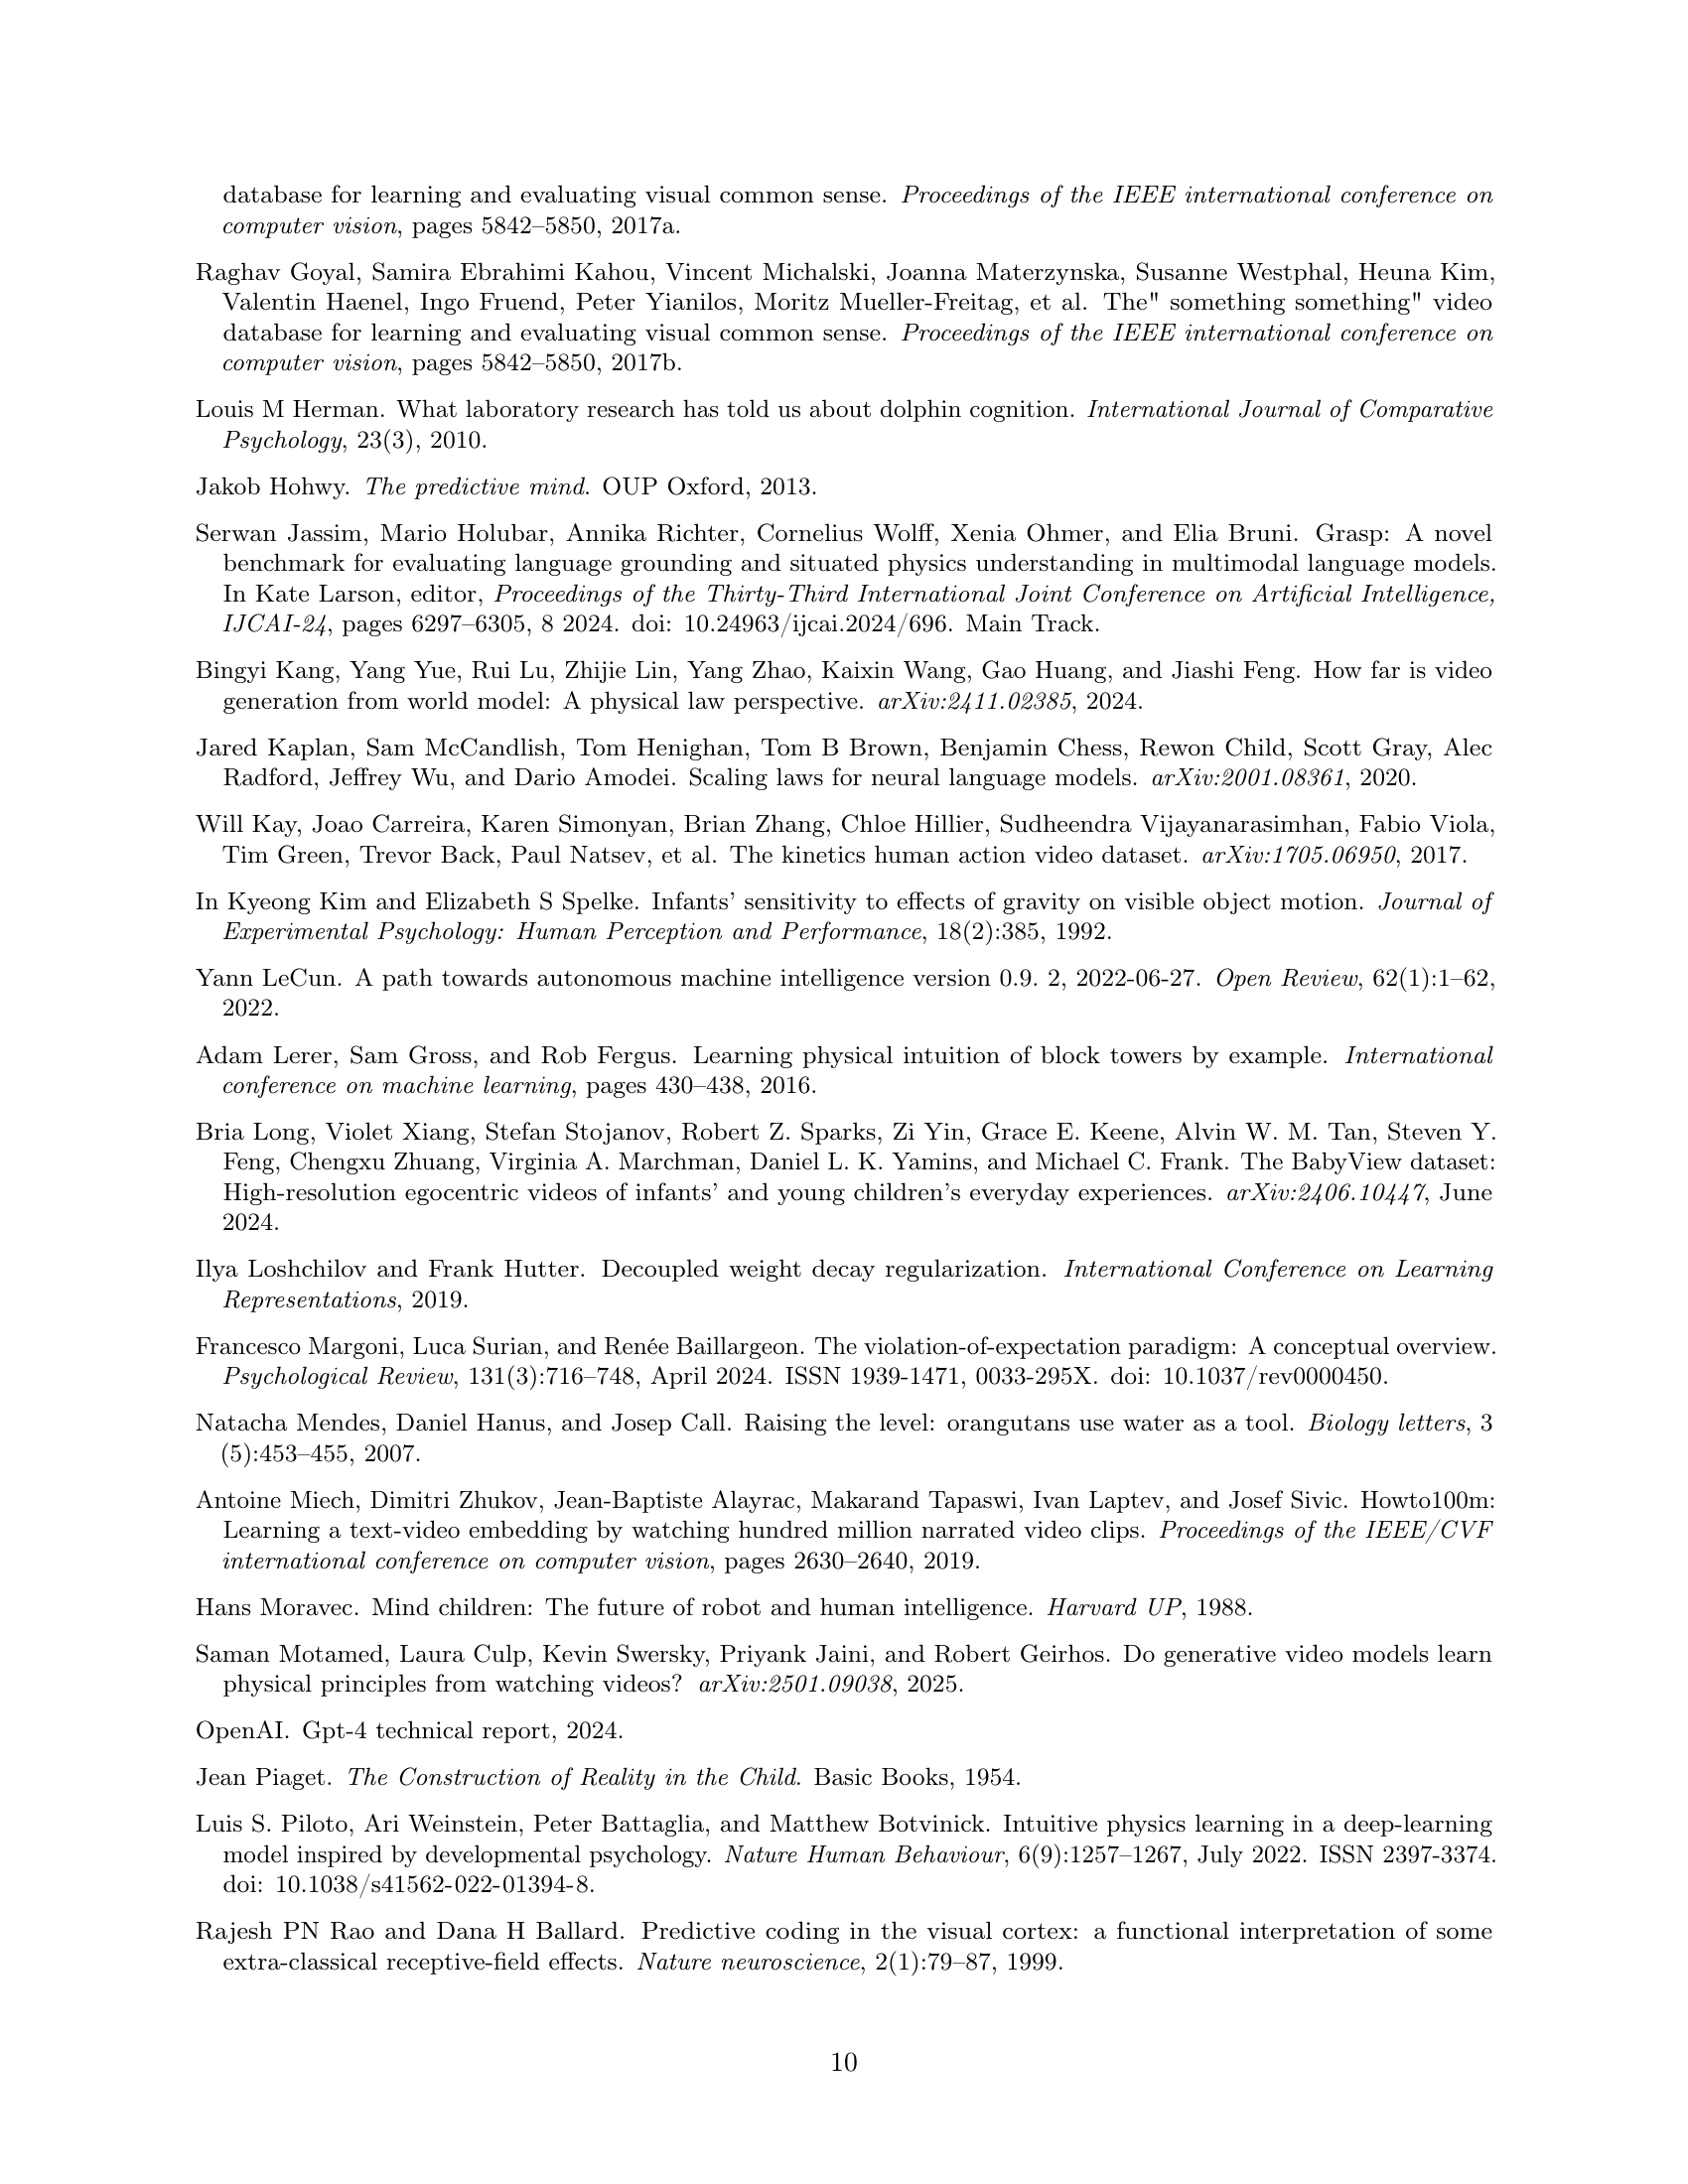 database for learning and evaluating visual common sense. Proceedings of the IEEE international conference on
computer vision, pages 5842–5850, 2017a.
Raghav Goyal, Samira Ebrahimi Kahou, Vincent Michalski, Joanna Materzynska, Susanne Westphal, Heuna Kim,
Valentin Haenel, Ingo Fruend, Peter Yianilos, Moritz Mueller-Freitag, et al. The" something something" video
database for learning and evaluating visual common sense. Proceedings of the IEEE international conference on
computer vision, pages 5842–5850, 2017b.
Louis M Herman. What laboratory research has told us about dolphin cognition. International Journal of Comparative
Psychology, 23(3), 2010.
Jakob Hohwy. The predictive mind. OUP Oxford, 2013.
Serwan Jassim, Mario Holubar, Annika Richter, Cornelius Wolff, Xenia Ohmer, and Elia Bruni. Grasp: A novel
benchmark for evaluating language grounding and situated physics understanding in multimodal language models.
In Kate Larson, editor, Proceedings of the Thirty-Third International Joint Conference on Artificial Intelligence,
IJCAI-24, pages 6297–6305, 8 2024. doi: 10.24963/ijcai.2024/696. Main Track.
Bingyi Kang, Yang Yue, Rui Lu, Zhijie Lin, Yang Zhao, Kaixin Wang, Gao Huang, and Jiashi Feng. How far is video
generation from world model: A physical law perspective. arXiv:2411.02385, 2024.
Jared Kaplan, Sam McCandlish, Tom Henighan, Tom B Brown, Benjamin Chess, Rewon Child, Scott Gray, Alec
Radford, Jeffrey Wu, and Dario Amodei. Scaling laws for neural language models. arXiv:2001.08361, 2020.
Will Kay, Joao Carreira, Karen Simonyan, Brian Zhang, Chloe Hillier, Sudheendra Vijayanarasimhan, Fabio Viola,
Tim Green, Trevor Back, Paul Natsev, et al. The kinetics human action video dataset. arXiv:1705.06950, 2017.
In Kyeong Kim and Elizabeth S Spelke. Infants' sensitivity to effects of gravity on visible object motion. Journal of
Experimental Psychology: Human Perception and Performance, 18(2):385, 1992.
Yann LeCun. A path towards autonomous machine intelligence version 0.9. 2, 2022-06-27. Open Review, 62(1):1–62,
2022.
Adam Lerer, Sam Gross, and Rob Fergus. Learning physical intuition of block towers by example. International
conference on machine learning, pages 430–438, 2016.
Bria Long, Violet Xiang, Stefan Stojanov, Robert Z. Sparks, Zi Yin, Grace E. Keene, Alvin W. M. Tan, Steven Y.
Feng, Chengxu Zhuang, Virginia A. Marchman, Daniel L. K. Yamins, and Michael C. Frank. The BabyView dataset:
High-resolution egocentric videos of infants' and young children's everyday experiences. arXiv:2406.10447, June
2024.
Ilya Loshchilov and Frank Hutter. Decoupled weight decay regularization. International Conference on Learning
Representations, 2019.
Francesco Margoni, Luca Surian, and Renée Baillargeon. The violation-of-expectation paradigm: A conceptual overview.
Psychological Review, 131(3):716–748, April 2024. ISSN 1939-1471, 0033-295X. doi: 10.1037/rev0000450.
Natacha Mendes, Daniel Hanus, and Josep Call. Raising the level: orangutans use water as a tool. Biology letters, 3
(5):453–455, 2007.
Antoine Miech, Dimitri Zhukov, Jean-Baptiste Alayrac, Makarand Tapaswi, Ivan Laptev, and Josef Sivic. Howto100m:
Learning a text-video embedding by watching hundred million narrated video clips. Proceedings of the IEEE/CVF
international conference on computer vision, pages 2630–2640, 2019.
Hans Moravec. Mind children: The future of robot and human intelligence. Harvard UP, 1988.
Saman Motamed, Laura Culp, Kevin Swersky, Priyank Jaini, and Robert Geirhos. Do generative video models learn
physical principles from watching videos? arXiv:2501.09038, 2025.
OpenAI. Gpt-4 technical report, 2024.
Jean Piaget. The Construction of Reality in the Child. Basic Books, 1954.
Luis S. Piloto, Ari Weinstein, Peter Battaglia, and Matthew Botvinick. Intuitive physics learning in a deep-learning
model inspired by developmental psychology. Nature Human Behaviour, 6(9):1257–1267, July 2022. ISSN 2397-3374.
doi: 10.1038/s41562-022-01394-8.
Rajesh PN Rao and Dana H Ballard. Predictive coding in the visual cortex: a functional interpretation of some
extra-classical receptive-field effects. Nature neuroscience, 2(1):79–87, 1999.
10